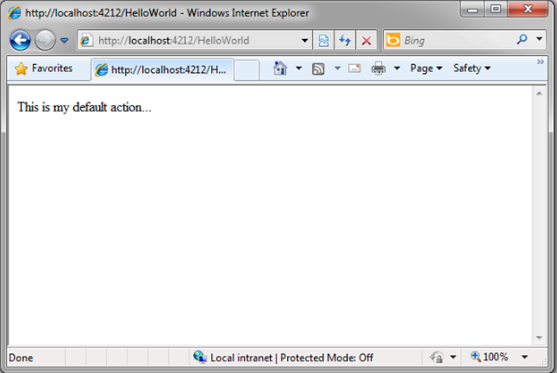 http://localhost:4212/HelloWorld - Windows Internet Explorer
http://localhost:4212/HelloWorld
Bing
Favorites
http://localhost:4212/H...
Page
Safety
This is my default action...
Done
Local intranet | Protected Mode: Off
100%